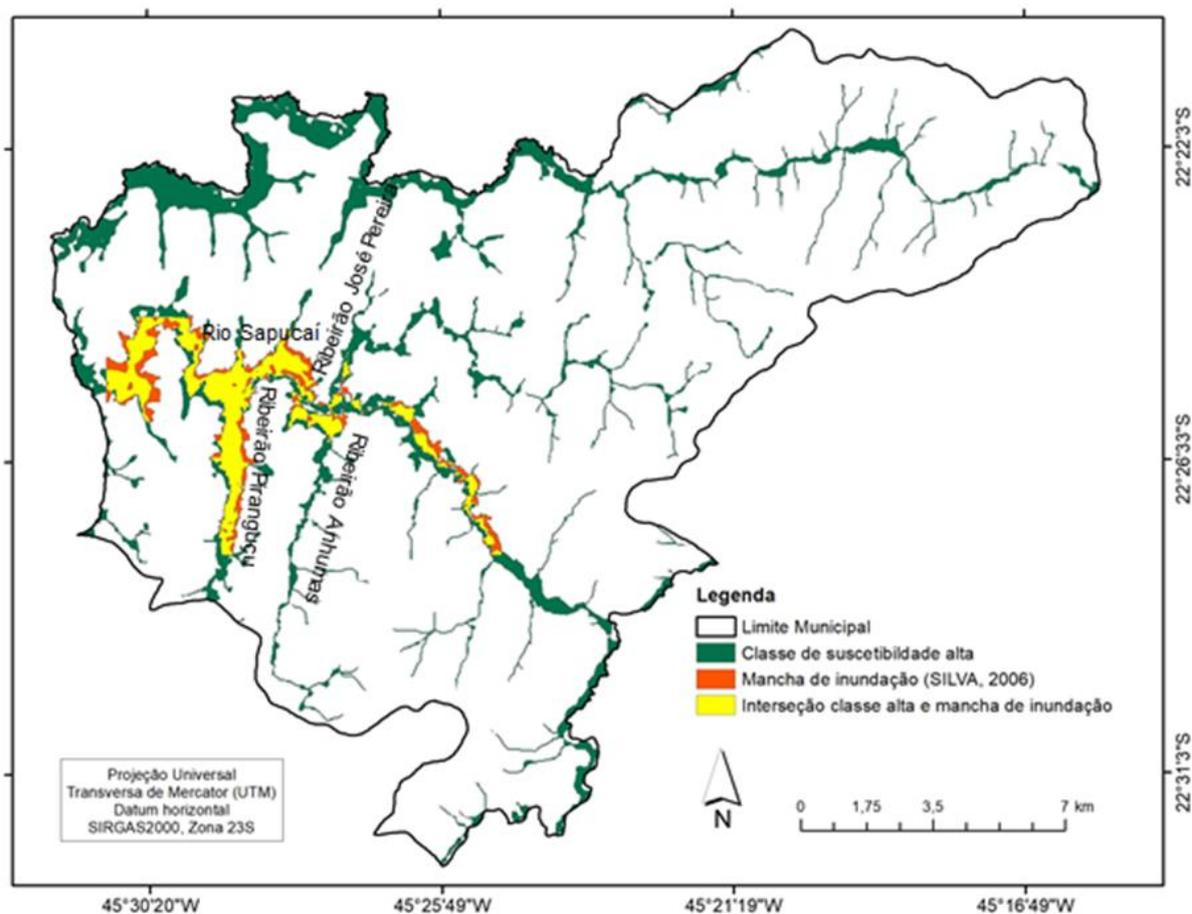 22°22'3"S
Ribeirão José Pereira
Rio Sapucaí
Ribeirão Pirangucu
Ribeirão Anhumas
22°26'33"S
Legenda
Limite Municipal
Classe de suscetibildade alta
Mancha de inundação (SILVA, 2006)
Interseção classe alta e mancha de inundação
Projeção Universal
Transversa de Mercator (UTM)
Datum horizontal
SIRGAS2000, Zona 23S
N
0 1,75 3,5 7 km
22°31'3"S
45°30'20"W 45°25'49"W 45°21'19"W 45°16'49"W